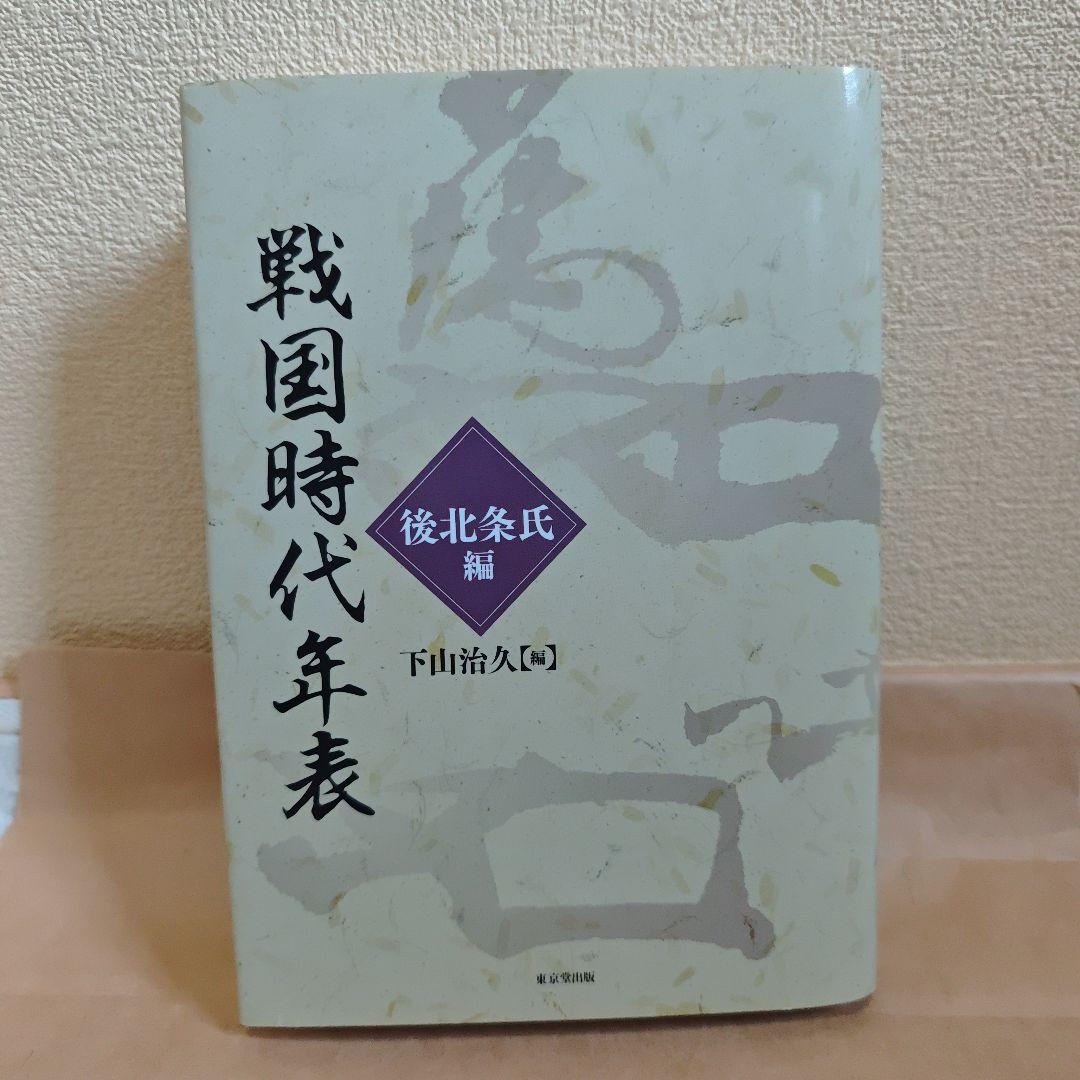 戦国時代年表
後北条氏
編
下山治久【編】
東京堂出版